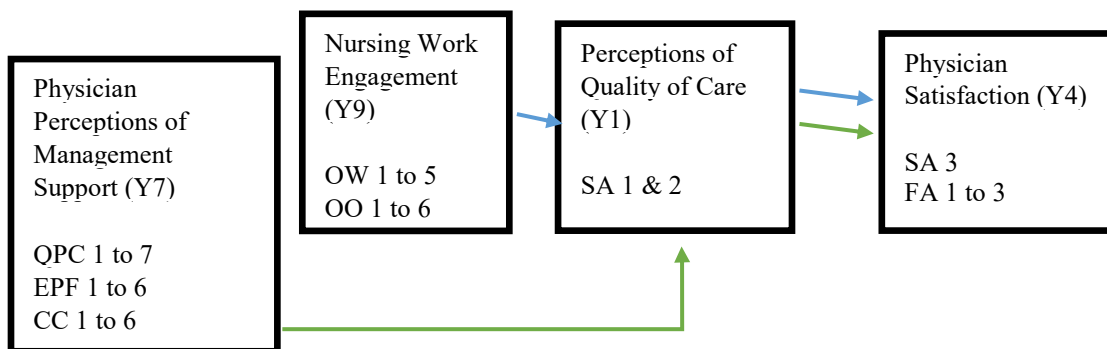 Physician
Perceptions of
Management
Support (Y7)
QPC 1 to 7
EPF 1 to 6
CC 1 to 6
Nursing Work
Engagement
(Y9)
OW 1 to 5
OO 1 to 6
Perceptions of
Quality of Care
(Y1)
SA 1 & 2
Physician
Satisfaction (Y4)
SA 3
FA 1 to 3